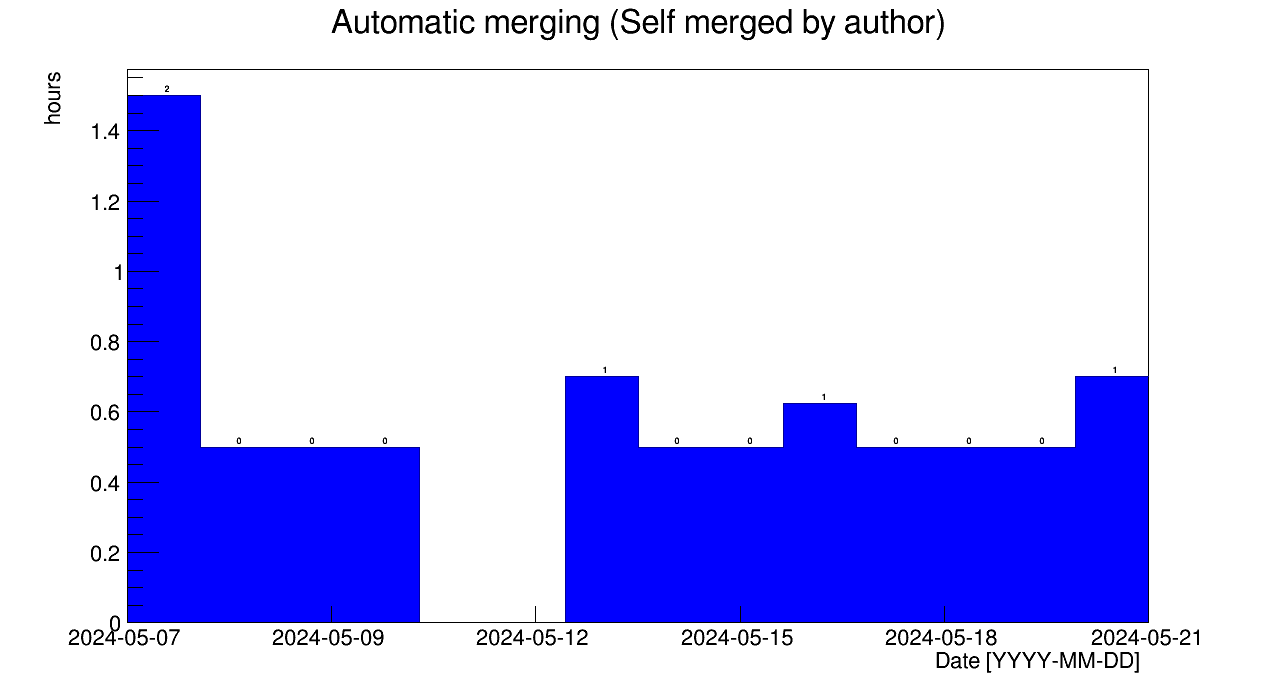 Automatic merging (Self merged by author)
hours
2
1.4
1.2
1
0.8
1 1
0.6
1
0 0 0 0 0 0 0 0
0.4
0.2
0
2024-05-07 2024-05-09 2024-05-12 2024-05-15 2024-05-18 2024-05-21
Date [YYYY-MM-DD]